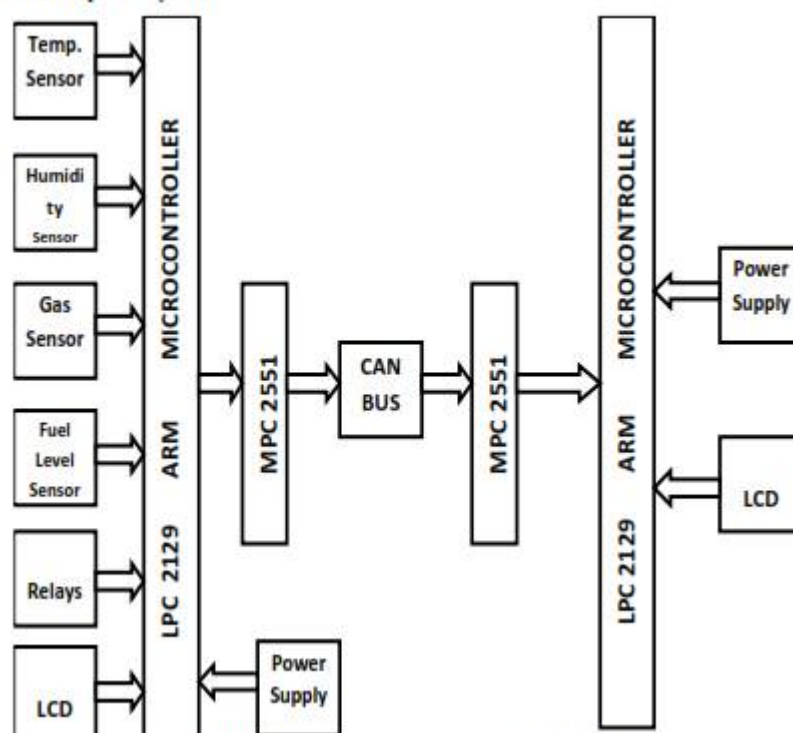 Temp.
Sensor
Humidi
ty
Sensor
Gas
Sensor
Fuel
Level
Sensor
Relays
LCD
LPC 2129 ARM MICROCONTROLLER
Power
Supply
MPC 2551
CAN
BUS
MPC 2551
LPC 2129 ARM MICROCONTROLLER
Power
Supply
LCD